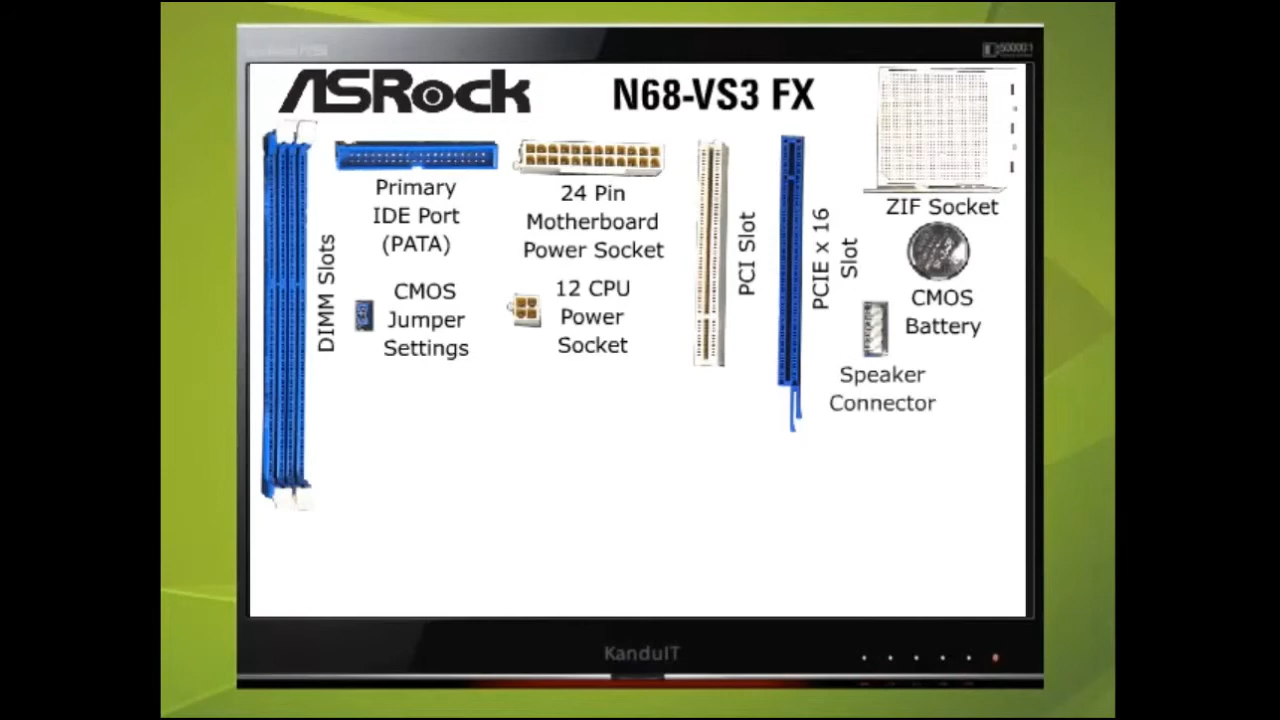 ASRock
N68-VS3 FX
Primary
IDE Port
(PATA)
24 Pin
Motherboard
Power Socket
ZIF Socket
DIMM Slots
CMOS
Jumper
Settings
12 CPU
Power
Socket
PCI Slot
PCIE x 16
Slot
CMOS
Battery
Speaker
Connector
KanduIT